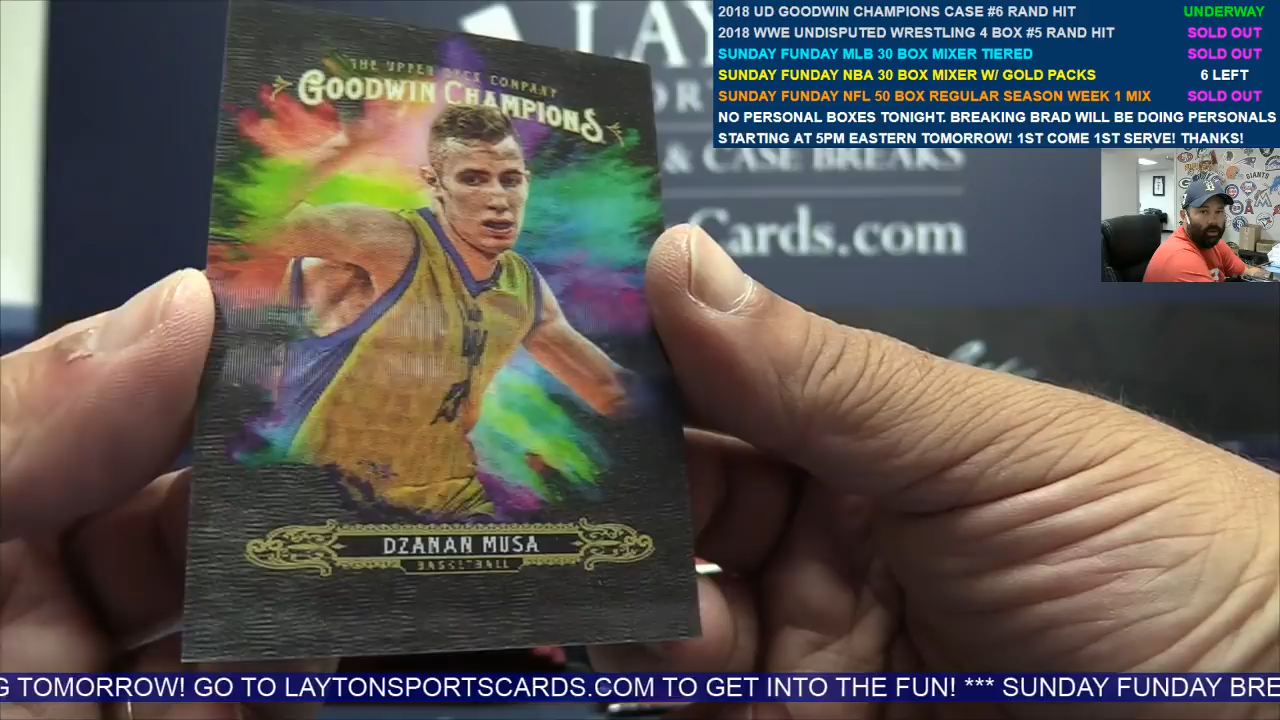 2018 UD GOODWIN CHAMPIONS CASE #6 RAND HIT UNDERWAY
2018 WWE UNDISPUTED WRESTLING 4 BOX #5 RAND HIT SOLD OUT
SUNDAY FUNDAY MLB 30 BOX MIXER TIERED SOLD OUT
SUNDAY FUNDAY NBA 30 BOX MIXER W/ GOLD PACKS 6 LEFT
SUNDAY FUNDAY NFL 50 BOX REGULAR SEASON WEEK 1 MIX SOLD OUT
NO PERSONAL BOXES TONIGHT. BREAKING BRAD WILL BE DOING PERSONALS
STARTING AT 5PM EASTERN TOMORROW! 1ST COME 1ST SERVE! THANKS!
LAY
& CASE BREAKS
Cards.com
THE UPPER DECK COMPANY
GOODWIN CHAMPIONS
DZANAN MUSA
BASKETBALL
G TOMORROW! GO TO LAYTONSPORTSCARDS.COM TO GET INTO THE FUN! *** SUNDAY FUNDAY BRE